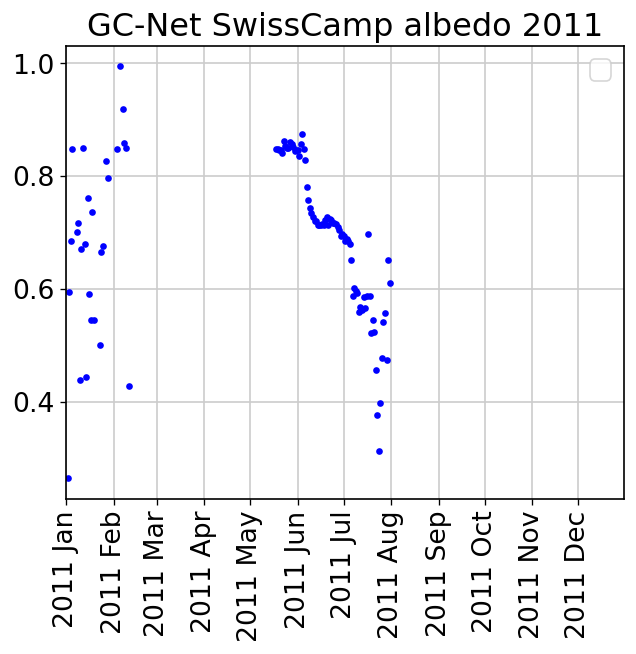 GC-Net SwissCamp albedo 2011
1.0
0.8
0.6
0.4
2011 Jan
2011 Feb
2011 Mar
2011 Apr
2011 May
2011 Jun
2011 Jul
2011 Aug
2011 Sep
2011 Oct
2011 Nov
2011 Dec